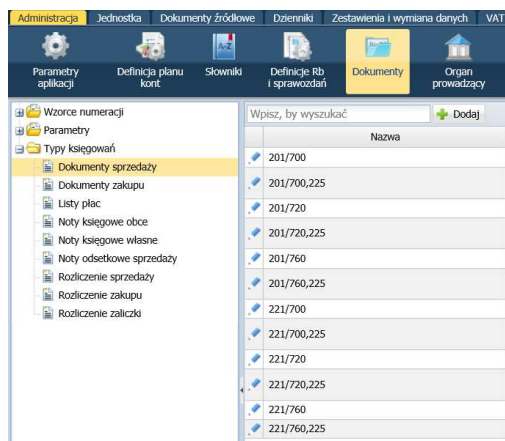 Administracja Jednostka Dokumenty źródłowe Dzienniki Zestawienia i wymiana danych VAT
Parametry aplikacji
Definicja planu kont
Słowniki
Definicje Rb i sprawozdań
Dokumenty
Organ prowadzący
Wzorce numeracji
Parametry
Typy księgowań
Dokumenty sprzedaży
Dokumenty zakupu
Listy płac
Noty księgowe obce
Noty księgowe własne
Noty odsetkowe sprzedaży
Rozliczenie sprzedaży
Rozliczenie zakupu
Rozliczenie zaliczki
Wpisz, by wyszukać
Dodaj
Nazwa
201/700
201/700,225
201/720
201/720,225
201/760
201/760,225
221/700
221/700,225
221/720
221/720,225
221/760
221/760,225